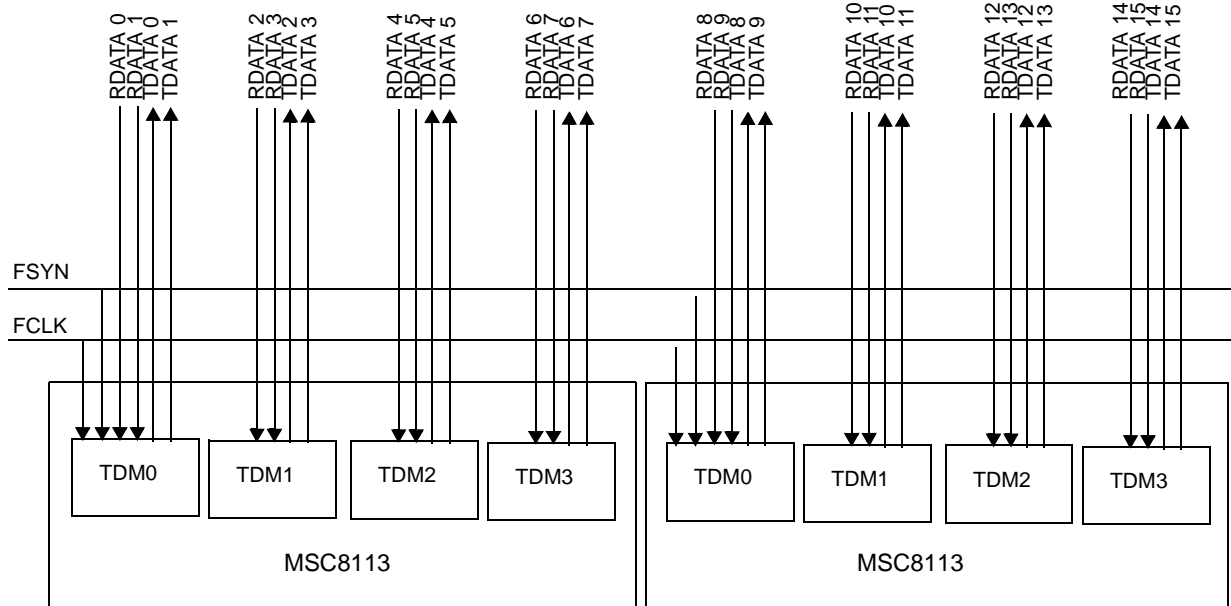 RDATA 0
RDATA 1
TDATA 0
TDATA 1
RDATA 2
RDATA 3
TDATA 2
TDATA 3
RDATA 4
RDATA 5
TDATA 4
TDATA 5
RDATA 6
RDATA 7
TDATA 6
TDATA 7
RDATA 8
RDATA 9
TDATA 8
TDATA 9
RDATA 10
RDATA 11
TDATA 10
TDATA 11
RDATA 12
RDATA 13
TDATA 12
TDATA 13
RDATA 14
RDATA 15
TDATA 14
TDATA 15
FSYN
FCLK
TDM0
TDM1
TDM2
TDM3
TDM0
TDM1
TDM2
TDM3
MSC8113
MSC8113